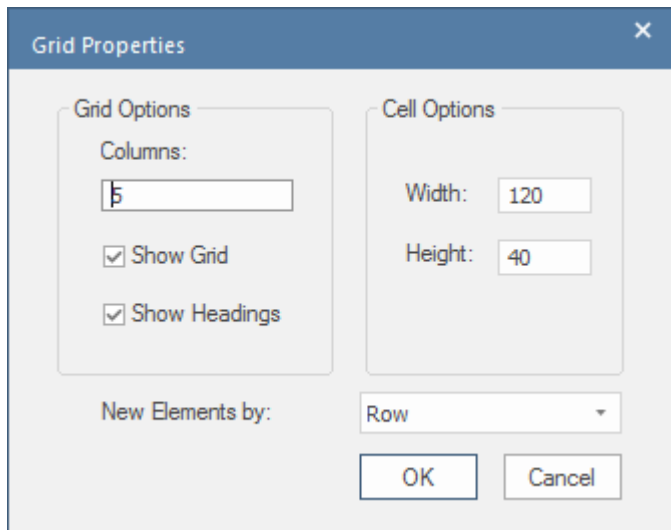 Grid Properties
Grid Options
Columns:
5
Show Grid
Show Headings
Cell Options
Width: 120
Height: 40
New Elements by: Row
OK Cancel